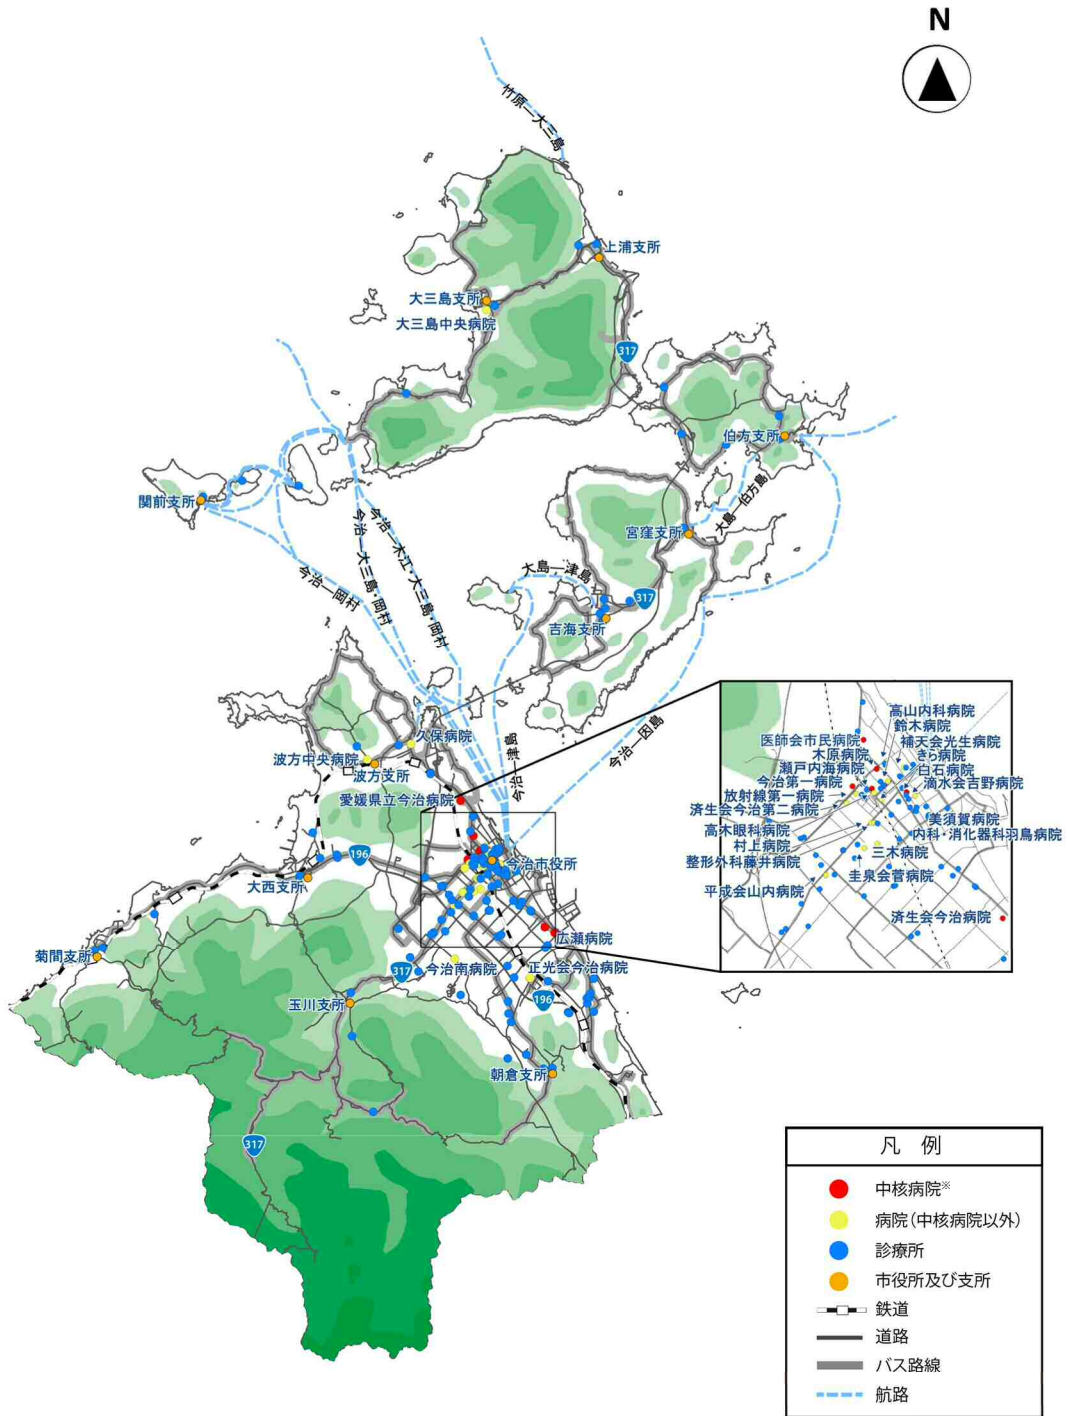 N
竹原―大三島
上浦支所
大三島支所
大三島中央病院
317
伯方支所
関前支所
大島―伯方島
宮窪支所
今治―木江・大三島・岡村
今治―大三島・岡村
今治―岡村
大島―津島
317
吉海支所
今治―津島
今治―因島
久保病院
波方中央病院
波方支所
愛媛県立今治病院
196
今治市役所
大西支所
広瀬病院
菊間支所
317
今治南病院
正光会今治病院
196
玉川支所
朝倉支所
317
高山内科病院
鈴木病院
医師会市民病院
補天会光生病院
木原病院
きら病院
瀬戸内海病院
白石病院
今治第一病院
滴水会吉野病院
放射線第一病院
済生会今治第二病院
美須賀病院
高木眼科病院
内科・消化器科羽鳥病院
村上病院
三木病院
整形外科藤井病院
圭泉会菅病院
平成会山内病院
済生会今治病院
凡 例
中核病院※
病院(中核病院以外)
診療所
市役所及び支所
鉄道
道路
バス路線
航路